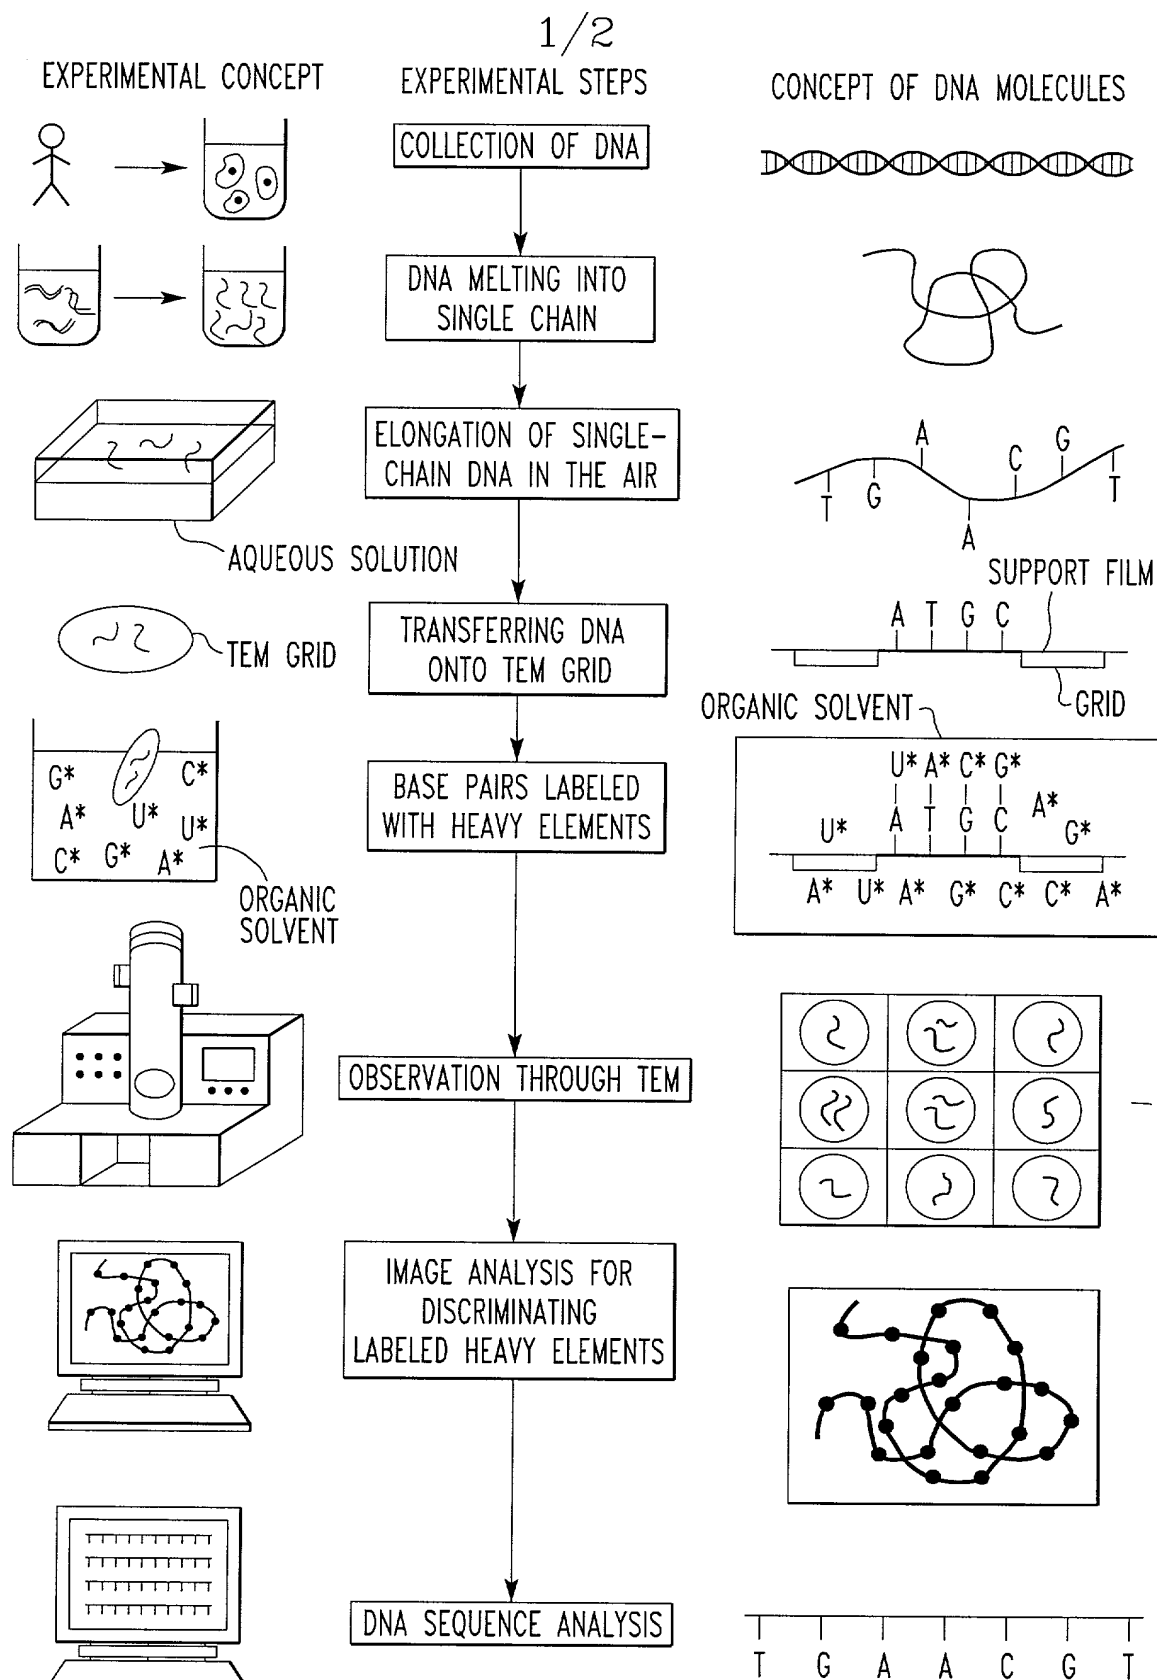 1/2
EXPERIMENTAL CONCEPT
EXPERIMENTAL STEPS
CONCEPT OF DNA MOLECULES
COLLECTION OF DNA
DNA MELTING INTO
SINGLE CHAIN
ELONGATION OF SINGLE-
CHAIN DNA IN THE AIR
A
C
G
T
G
A
T
AQUEOUS SOLUTION
TEM GRID
TRANSFERRING DNA
ONTO TEM GRID
SUPPORT FILM
A T G C
GRID
ORGANIC SOLVENT
G* C*
A* U* U*
C* G* A*
ORGANIC
SOLVENT
BASE PAIRS LABELED
WITH HEAVY ELEMENTS
U* A* C* G*
U* A T G C A* G*
A* U* A* G* C* C* A*
OBSERVATION THROUGH TEM
IMAGE ANALYSIS FOR
DISCRIMINATING
LABELED HEAVY ELEMENTS
DNA SEQUENCE ANALYSIS
T G A A C G T